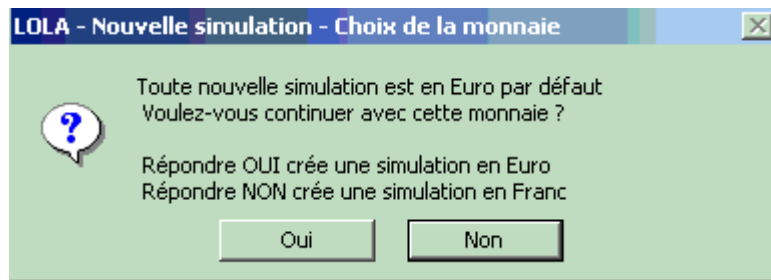 LOLA - Nouvelle simulation - Choix de la monnaie
Toute nouvelle simulation est en Euro par défaut
Voulez-vous continuer avec cette monnaie ?
Répondre OUI crée une simulation en Euro
Répondre NON crée une simulation en Franc
Oui
Non